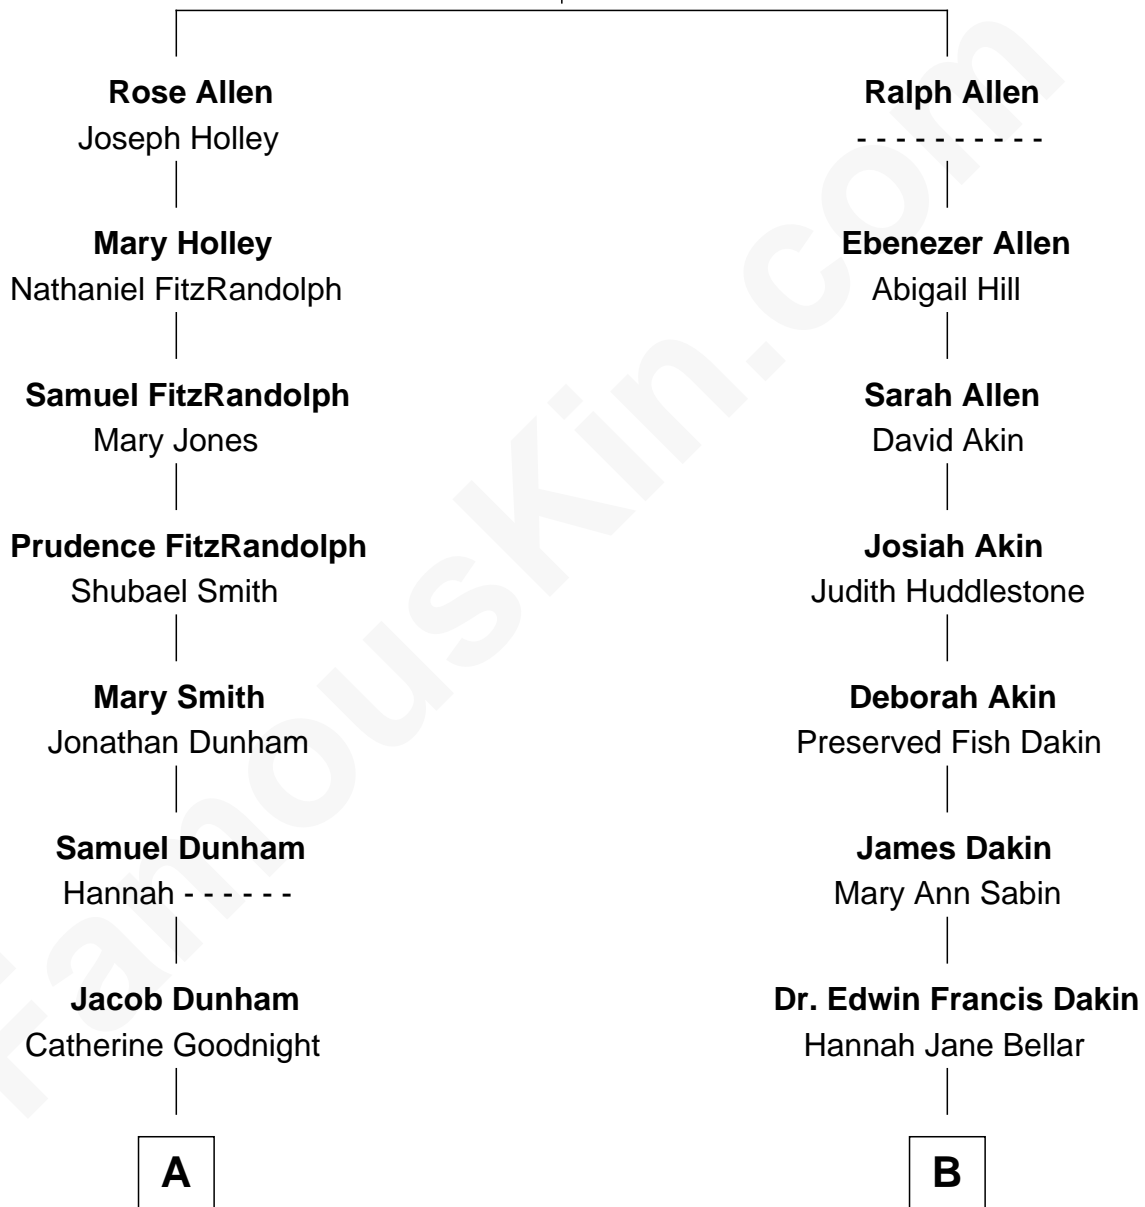 Rose Allen
Joseph Holley
Mary Holley
Nathaniel FitzRandolph
Samuel FitzRandolph
Mary Jones
Prudence FitzRandolph
Shubael Smith
Mary Smith
Jonathan Dunham
Samuel Dunham
Hannah - - - - - -
Jacob Dunham
Catherine Goodnight
A
Ralph Allen
- - - - - - - - - -
Ebenezer Allen
Abigail Hill
Sarah Allen
David Akin
Josiah Akin
Judith Huddlestone
Deborah Akin
Preserved Fish Dakin
James Dakin
Mary Ann Sabin
Dr. Edwin Francis Dakin
Hannah Jane Bellar
B
FamousKin.com